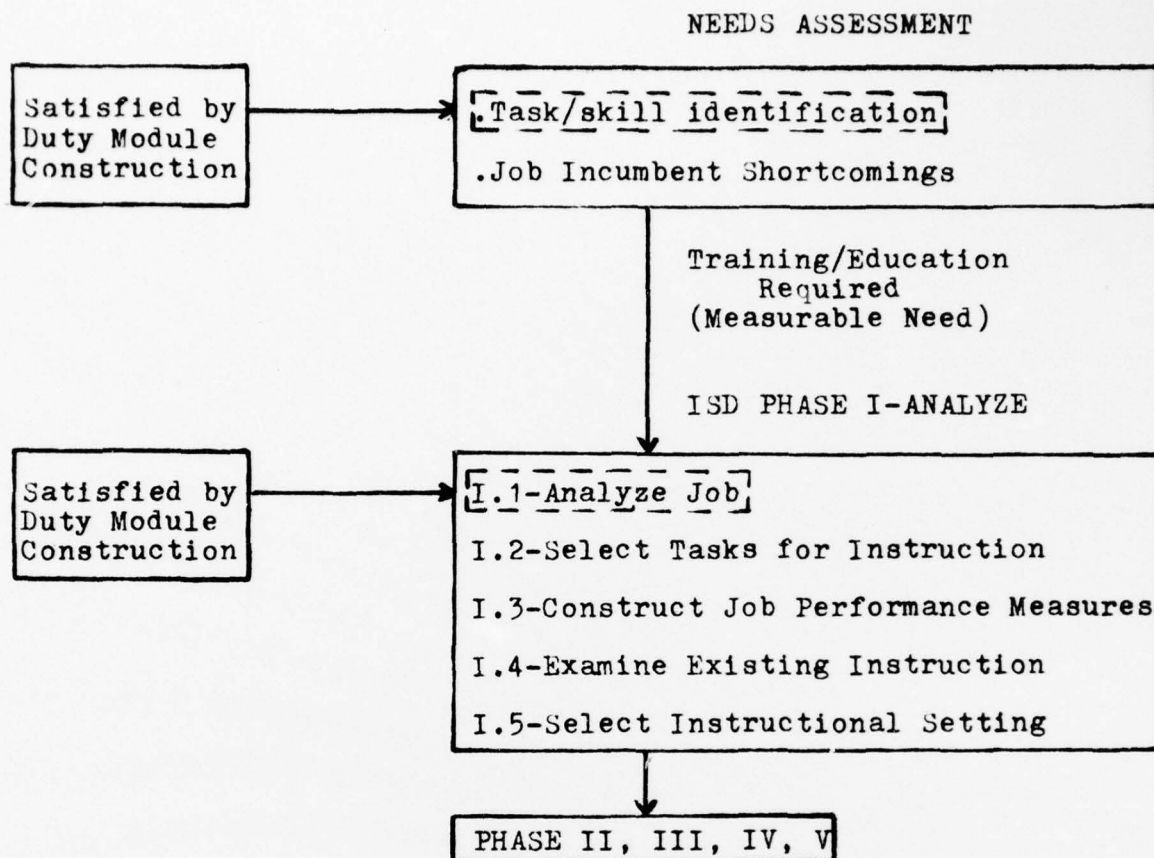 NEEDS ASSESSMENT
Satisfied by
Duty Module
Construction
.Task/skill identification
.Job Incumbent Shortcomings
Training/Education
Required
(Measurable Need)
ISD PHASE I-ANALYZE
Satisfied by
Duty Module
Construction
I.1-Analyze Job
I.2-Select Tasks for Instruction
I.3-Construct Job Performance Measures
I.4-Examine Existing Instruction
I.5-Select Instructional Setting
PHASE II, III, IV, V